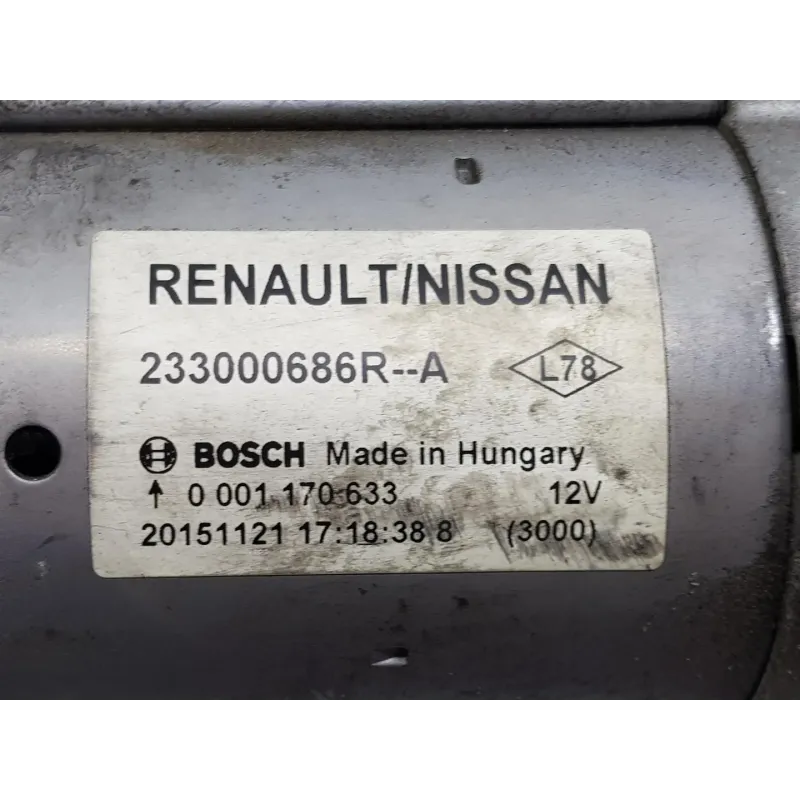 RENAULT/NISSAN
233000686R--A L78
BOSCH Made in Hungary
↑ 0 001 170 633 12V
20151121 17:18:38 8 (3000)